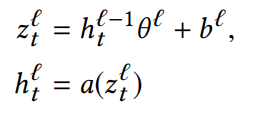 z_t^ℓ = h_t^{ℓ−1} θ^ℓ + b^ℓ,
h_t^ℓ = a(z_t^ℓ)